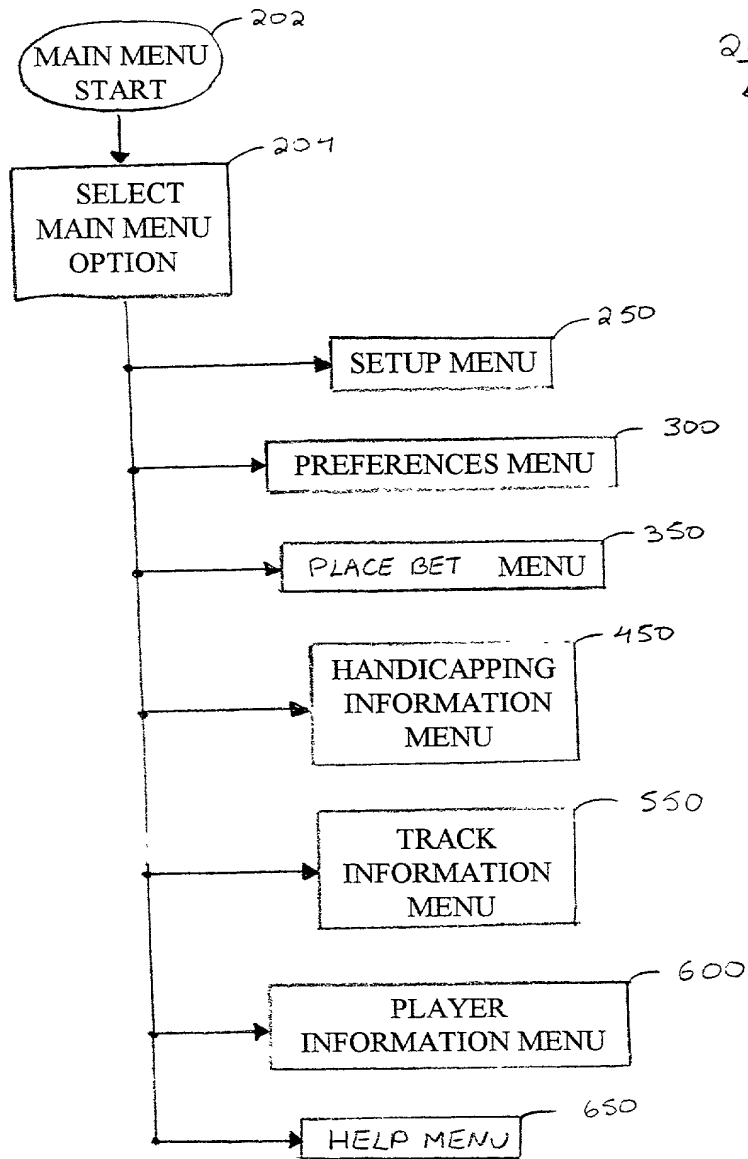 202
MAIN MENU
START
204
SELECT
MAIN MENU
OPTION
250
SETUP MENU
300
PREFERENCES MENU
350
PLACE BET MENU
450
HANDICAPPING
INFORMATION
MENU
550
TRACK
INFORMATION
MENU
600
PLAYER
INFORMATION MENU
650
HELP MENU